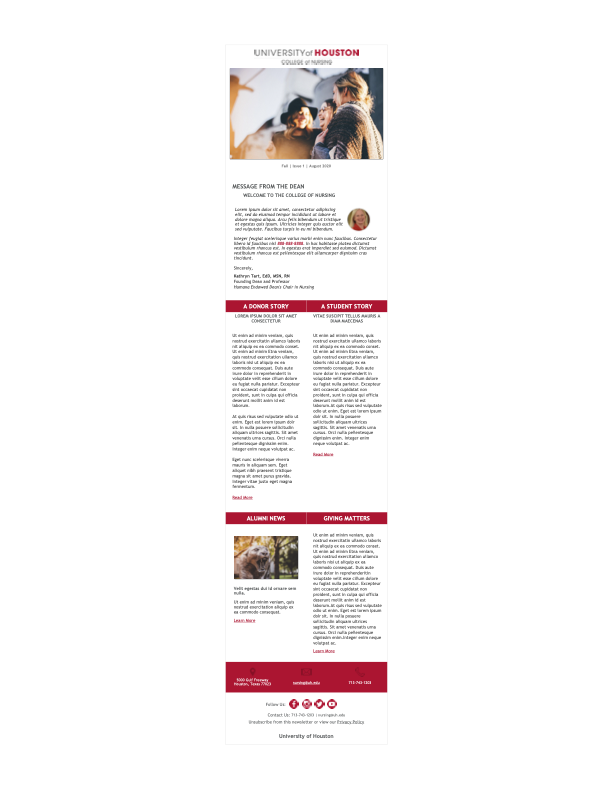 UNIVERSITY of HOUSTON
COLLEGE of NURSING
Fall | Issue 1 | August 2020
MESSAGE FROM THE DEAN
WELCOME TO THE COLLEGE OF NURSING
Lorem ipsum dolor sit amet, consectetur adipiscing
elit, sed do eiusmod tempor incididunt ut labore et
dolore magna aliqua. Arcu felis bibendum ut tristique
et egestas quis ipsum. Ultricies integer quis auctor elit
sed vulputate. Faucibus turpis in eu mi bibendum.
Integer feugiat scelerisque varius morbi enim nunc faucibus. Consectetur
libero id faucibus nisl In hac habitasse platea dictumst
vestibulum rhoncus est. In egestas erat imperdiet sed euismod. Dictumst
vestibulum rhoncus est pellentesque elit ullamcorper dignissim cras
tincidunt.
Sincerely,
Kathryn Tart, EdD, MSN, RN
Founding Dean and Professor
Humana Endowed Dean's Chair in Nursing
A DONOR STORY
LOREM IPSUM DOLOR SIT AMET
CONSECTETUR
Ut enim ad minim veniam, quis
nostrud exercitatin ullamco laboris
nit aliquip ex ea commodo conset.
Ut enim ad minim Etna veniam,
quis nostrud exercitation ullamco
laboris nisi ut aliquip ex ea
commodo consequat. Duis aute
irure dolor in reprehenderit in
voluptate velit esse cillum dolore
eu fugiat nulla pariatur. Excepteur
sint occaecat cupidatat non
proident, sunt in culpa qui officia
deserunt mollit anim id est
laborum.
At quis risus sed vulputate odio ut
enim. Eget est lorem ipsum dolr
sit. In nulla posuere sollicitudin
aliquam ultrices sagittis. Sit amet
venenatis urna cursus. Orci nulla
pellentesque dignissim enim.
Integer enim neque volutpat ac.
Eget nunc scelerisque viverra
mauris in aliquam sem. Eget
aliquet nibh praesent tristique
magna sit amet purus gravida.
Integer vitae justo eget magna
fermentum.
Read More
A STUDENT STORY
VITAE SUSCIPIT TELLUS MAURIS A
DIAM MAECENAS
Ut enim ad minim veniam, quis
nostrud exercitatin ullamco laboris
nit aliquip ex ea commodo conset.
Ut enim ad minim Etna veniam,
quis nostrud exercitation ullamco
laboris nisi ut aliquip ex ea
commodo consequat. Duis aute
irure dolor in reprehenderit in
voluptate velit esse cillum dolore
eu fugiat nulla pariatur. Excepteur
sint occaecat cupidatat non
proident, sunt in culpa qui officia
deserunt mollit anim id est
laborum.At quis risus sed vulputate
odio ut enim. Eget est lorem ipsum
dolr sit. In nulla posuere
sollicitudin aliquam ultrices
sagittis. Sit amet venenatis urna
cursus. Orci nulla pellentesque
dignissim enim. Integer enim
neque volutpat ac.
Read More
ALUMNI NEWS
Velit egestas dui id ornare sem
nulla.
Ut enim ad minim veniam, quis
nostrud exercitation aliquip ex
ea commodo consequat.
Learn More
GIVING MATTERS
Ut enim ad minim veniam, quis
nostrud exercitatin ullamco laboris
nit aliquip ex ea commodo conset.
Ut enim ad minim Etna veniam,
quis nostrud exercitation ullamco
laboris nisi ut aliquip ex ea
commodo consequat. Duis aute
irure dolor in reprehenderitin
voluptate velit esse cillum dolore
eu fugiat nulla pariatur. Excepteur
sint occaecat cupidatat non
proident, sunt in culpa qui officia
deserunt mollit anim id est
laborum.At quis risus sed vulputate
odio ut enim. Eget est lorem ipsum
dolr sit. In nulla posuere
sollicitudin aliquam ultrices
sagittis. Sit amet venenatis urna
cursus. Orci nulla pellentesque
dignissim enim.Integer enim neque
volutpat ac.
Learn More
5000 Gulf Freeway
Houston, Texas 77023
nursing@uh.edu
713-743-1203
Follow Us:
Contact Us: 713-743-1203 | nursing@uh.edu
Unsubscribe from this newsletter or view our Privacy Policy
University of Houston